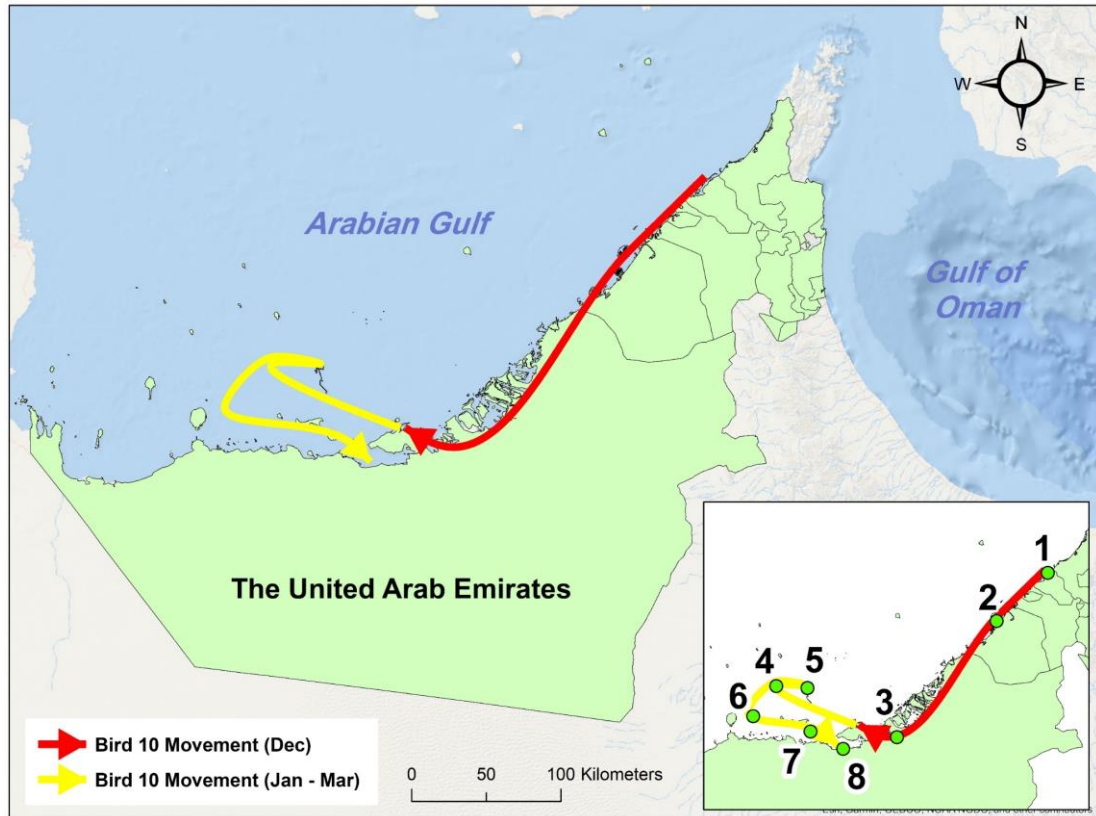 N
W E
S
Arabian Gulf
Gulf of
Oman
The United Arab Emirates
Bird 10 Movement (Dec)
Bird 10 Movement (Jan - Mar)
0 50 100 Kilometers
1
2
3
4 5
6
7
8